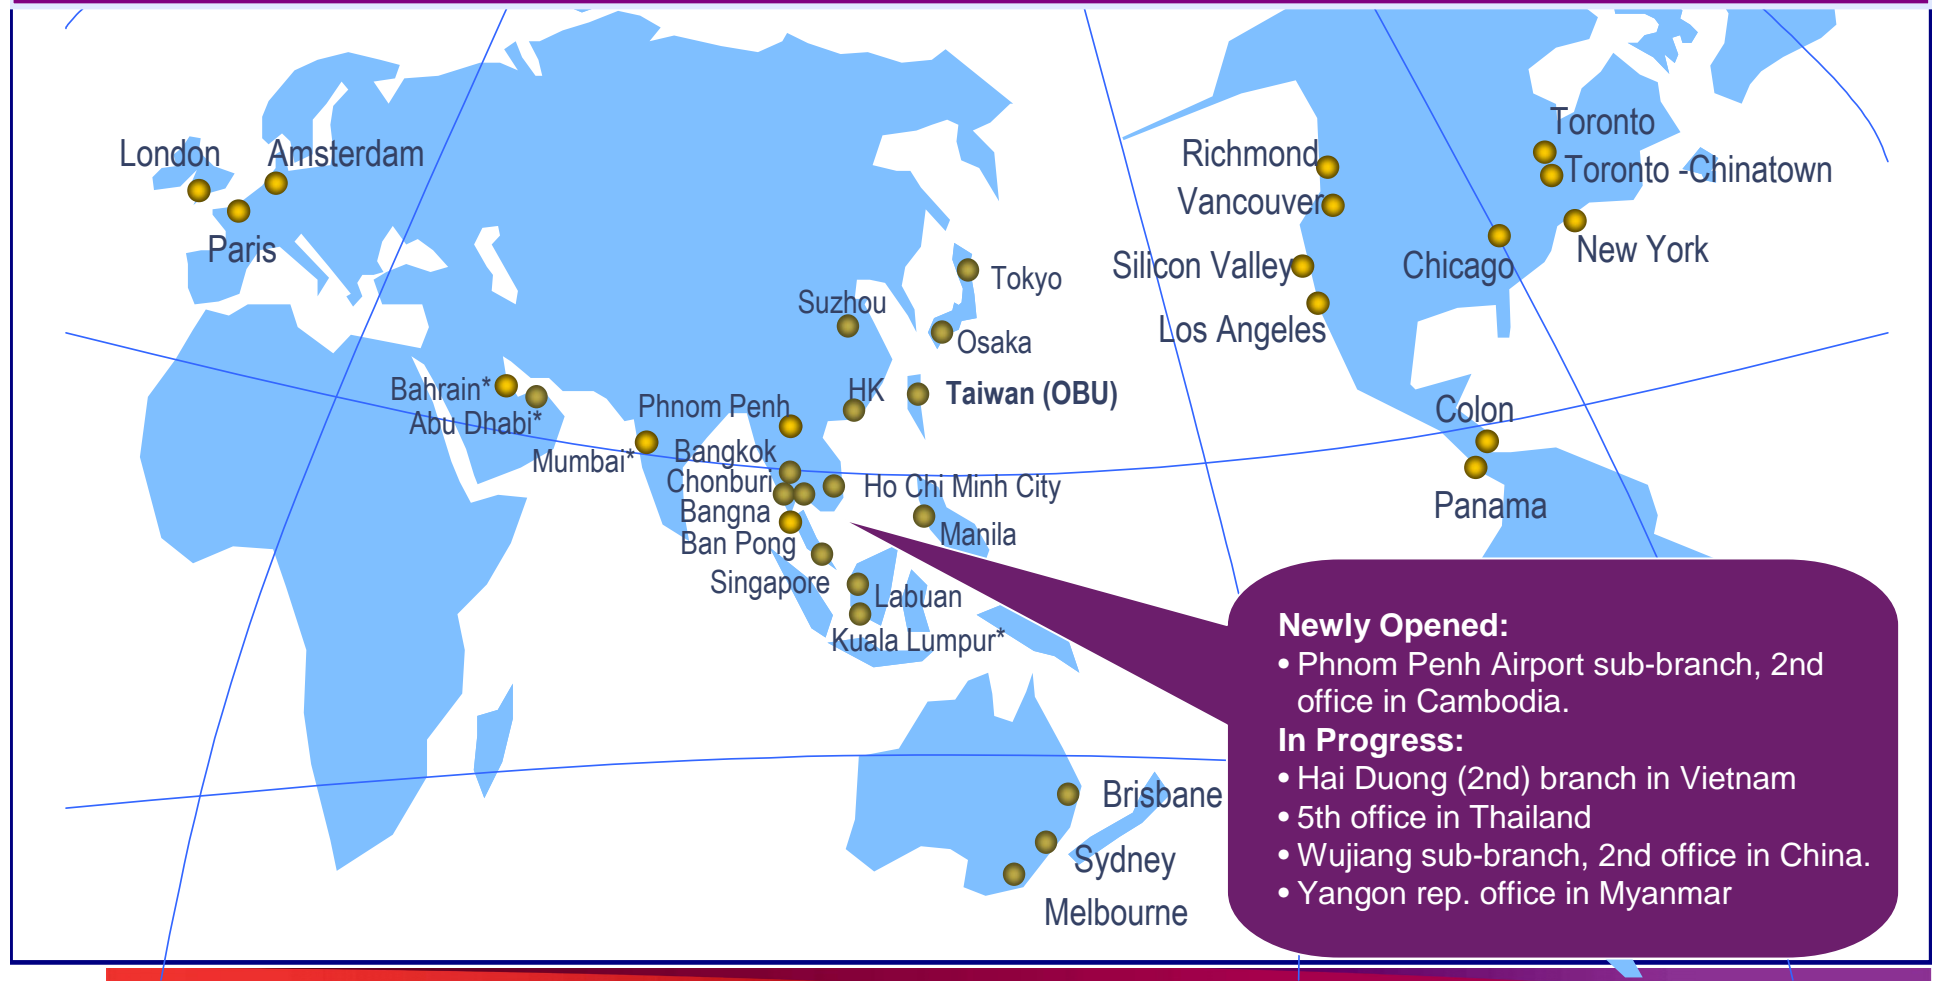 Toronto
London
Amsterdam
Richmond
Toronto -Chinatown
Vancouver
Paris
New York
Silicon Valley
Chicago
Tokyo
Suzhou
Los Angeles
Osaka
Bahrain*
HK
Taiwan (OBU)
Phnom Penh
Colon
Abu Dhabi*
Bangkok
Mumbai*
Chonburi
Ho Chi Minh City
Panama
Bangna
Manila
Ban Pong
Singapore
Labuan
Kuala Lumpur*
Newly Opened:
• Phnom Penh Airport sub-branch, 2nd
office in Cambodia.
In Progress:
• Hai Duong (2nd) branch in Vietnam
• 5th office in Thailand
• Wujiang sub-branch, 2nd office in China.
• Yangon rep. office in Myanmar
Brisbane
Sydney
Melbourne